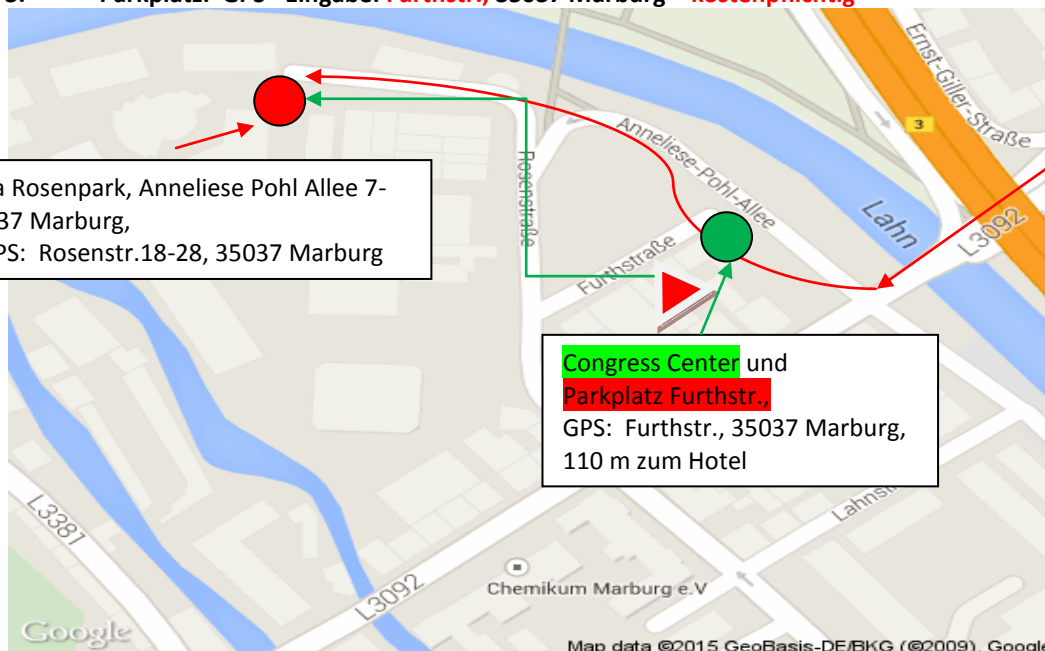 Parkplatz: GPS - Eingabe: Furthstr., 35037 Marburg - kostenpflichtig
Ernst-Giller-Straße
3
Anneliese-Pohl-Allee
Rosenstraße
Rosenpark, Anneliese Pohl Allee 7-
37 Marburg,
PS: Rosenstr.18-28, 35037 Marburg
Lahn
L3092
Furthstraße
Congress Center und
Parkplatz Furthstr.,
GPS: Furthstr., 35037 Marburg,
110 m zum Hotel
L3381
L3092
Chemikum Marburg e.V
Google
Map data ©2015 GeoBasis-DE/BKG (©2009), Google